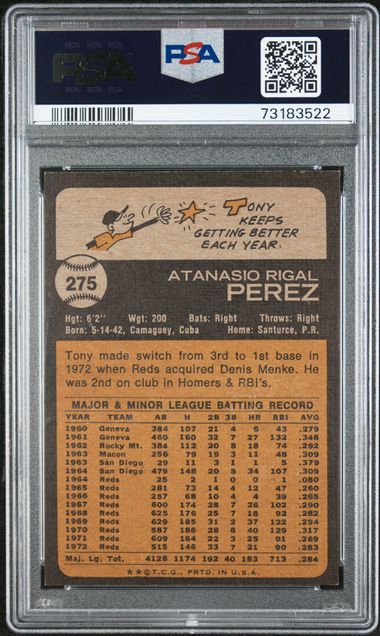 PSA
PSA
73183522
TONY
KEEPS
GETTING BETTER
EACH YEAR.
275
ATANASIO RIGAL
PEREZ
Hgt: 6'2" Wgt: 200 Bats: Right Throws: Right
Born: 5-14-42, Camaguey, Cuba Home: Santurce, P.R.
Tony made switch from 3rd to 1st base in
1972 when Reds acquired Denis Menke. He
was 2nd on club in Homers & RBI's.
MAJOR & MINOR LEAGUE BATTING RECORD
YEAR TEAM AB H 2B 3B HR RBI AVG
1960 Geneva 384 107 21 4 6 43 .279
1961 Geneva 460 160 32 7 27 132 .348
1962 Rocky Mt. 384 112 20 8 18 74 .292
1963 Macon 256 79 19 3 11 48 .309
1963 San Diego 29 11 3 1 1 5 .379
1964 San Diego 479 148 20 8 34 107 .309
1964 Reds 25 2 1 0 0 1 .080
1965 Reds 281 73 14 4 12 47 .260
1966 Reds 257 68 10 4 4 39 .265
1967 Reds 600 174 28 7 26 102 .290
1968 Reds 625 176 25 7 18 92 .282
1969 Reds 629 185 31 2 37 122 .294
1970 Reds 587 186 28 6 40 129 .317
1971 Reds 609 164 22 3 25 91 .269
1972 Reds 515 146 33 7 21 90 .283
Maj. Lg. Tot. 4128 1174 192 40 183 713 .284
★★©T.C.G., PRTD. IN U.S.A.